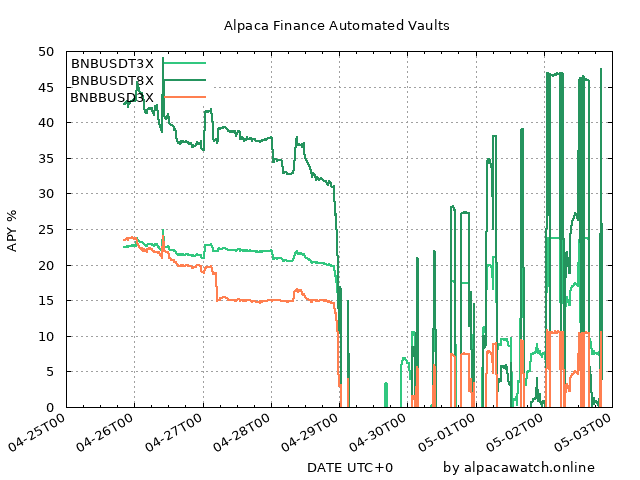 Alpaca Finance Automated Vaults
APY %
50
45
40
35
30
25
20
15
10
5
0
BNBUSDT3X
BNBUSDT8X
BNBBUSD3X
04-25T00
04-26T00
04-27T00
04-28T00
04-29T00
04-30T00
05-01T00
05-02T00
05-03T00
DATE UTC+0
by alpacawatch.online